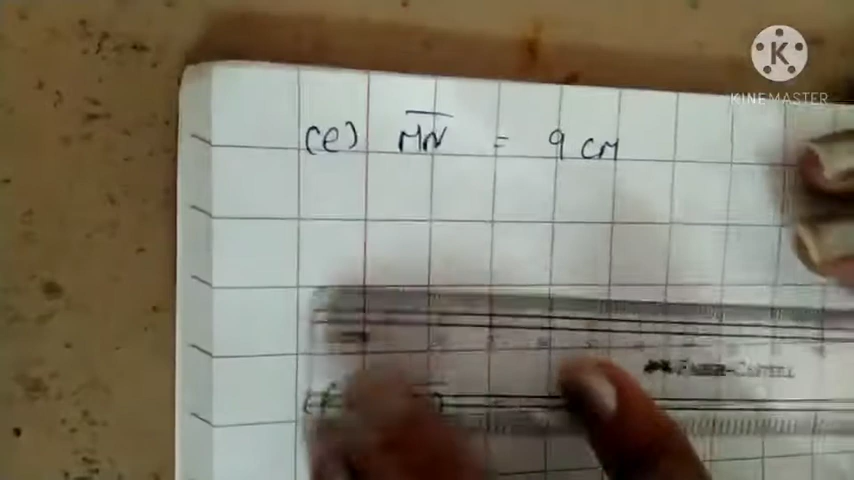 KINEMASTER
(e) MN = 9 CM
FABER-CASTELL